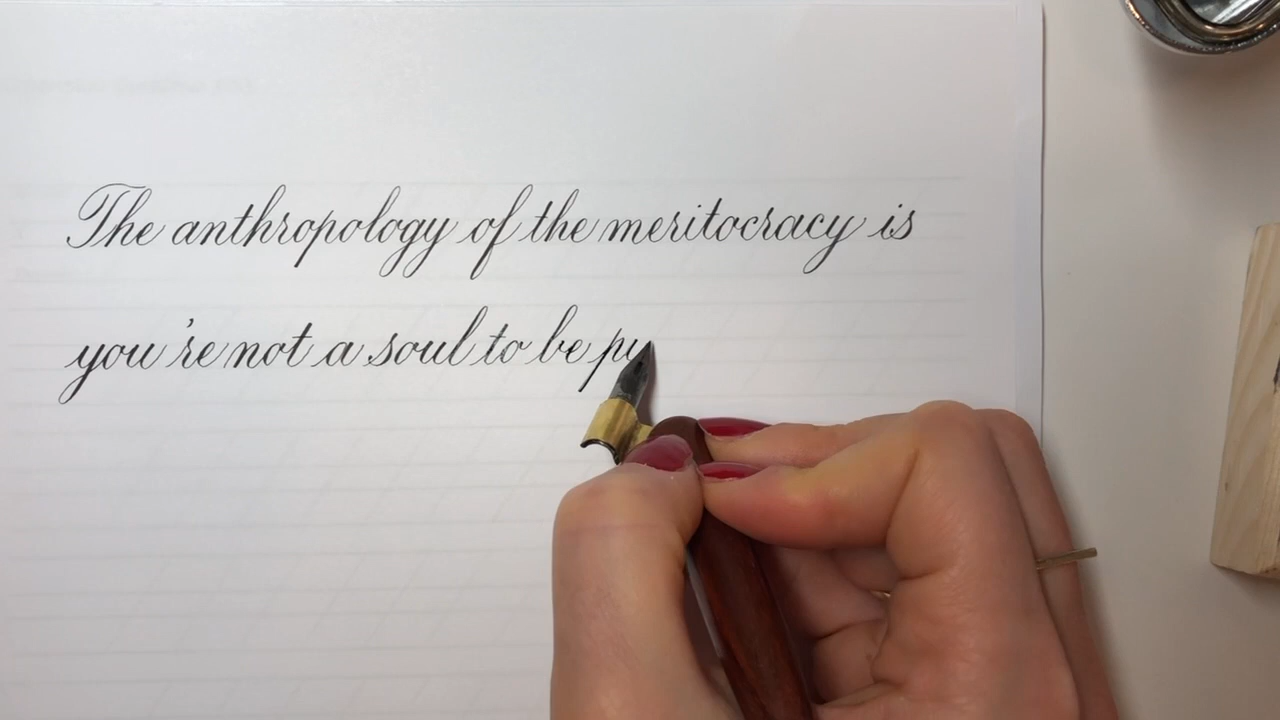 The anthropology of the meritocracy is
you're not a soul to be pu